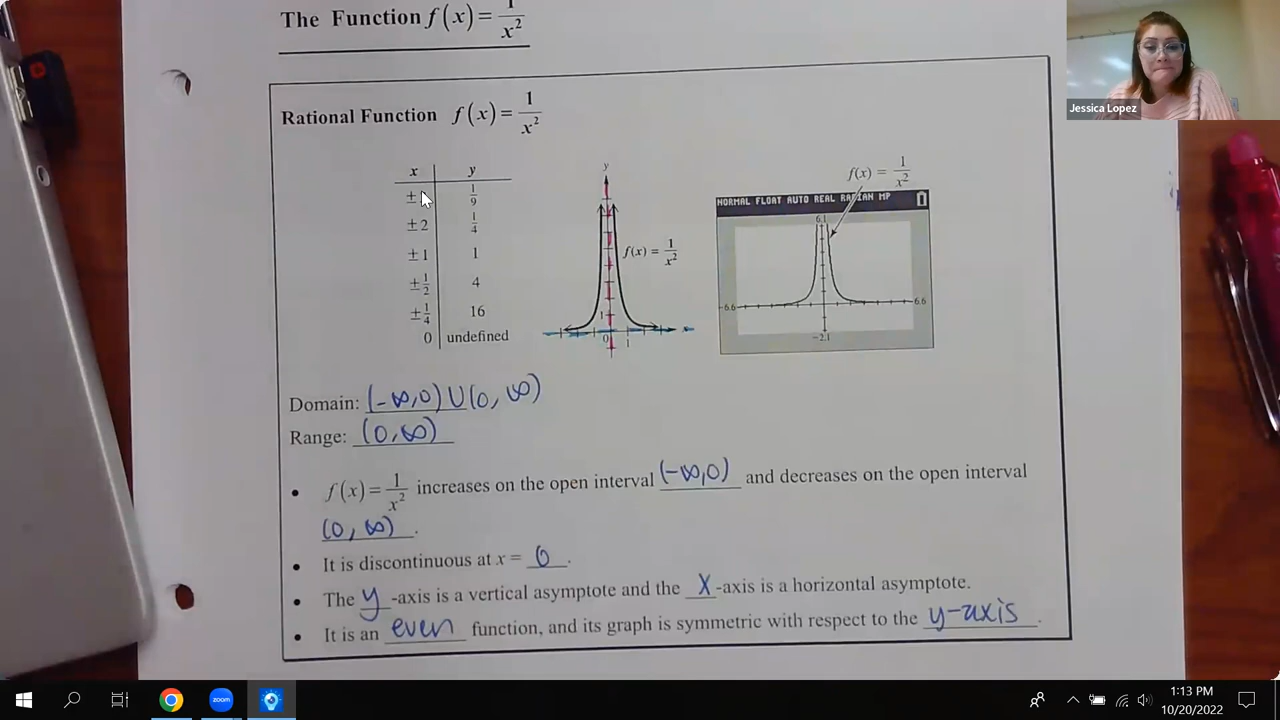 The Function f(x) = 1/x²
Jessica Lopez
Rational Function f(x) = 1/x²
x y
± 1/9
±2 1/4
±1 1
±1/2 4
±1/4 16
0 undefined
y
f(x) = 1/x²
1
0 1
x
f(x) = 1/x²
NORMAL FLOAT AUTO REAL RADIAN MP
6.1
-6.6 6.6
-2.1
Domain: (-∞,0) U (0, ∞)
Range: (0,∞)
• f(x) = 1/x² increases on the open interval (-∞,0) and decreases on the open interval
(0, ∞).
• It is discontinuous at x = 0.
• The y-axis is a vertical asymptote and the x-axis is a horizontal asymptote.
• It is an even function, and its graph is symmetric with respect to the y-axis.
zoom
1:13 PM
10/20/2022